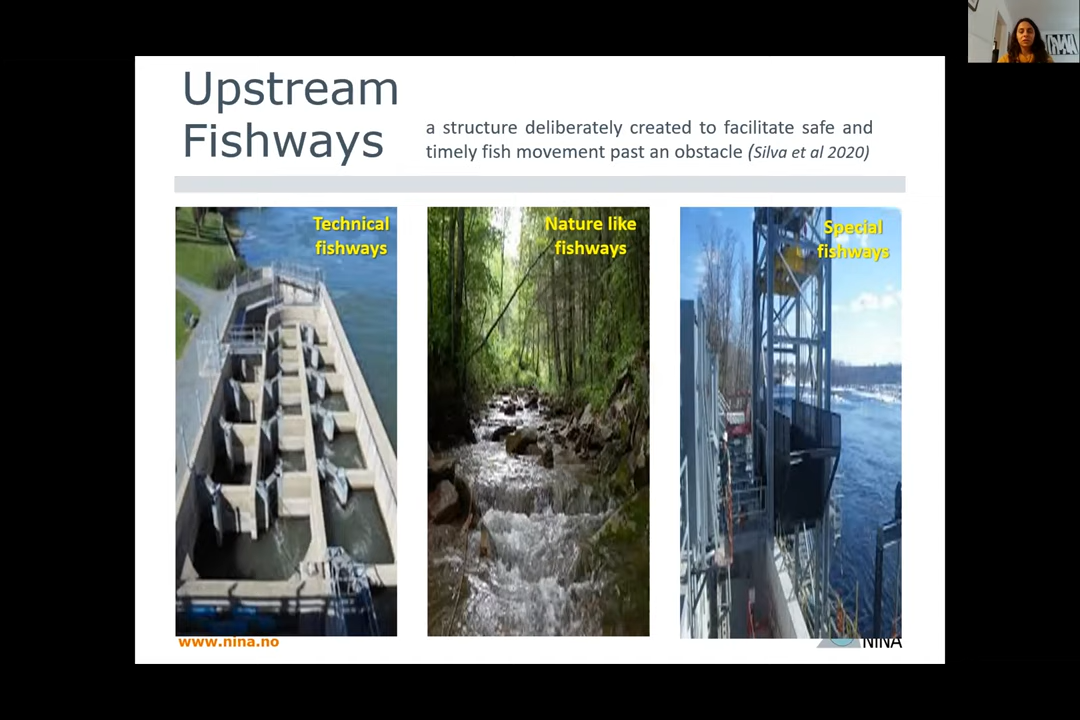 Upstream
Fishways
a structure deliberately created to facilitate safe and
timely fish movement past an obstacle (Silva et al 2020)
Technical
fishways
Nature like
fishways
Special
fishways
www.nina.no
NINA